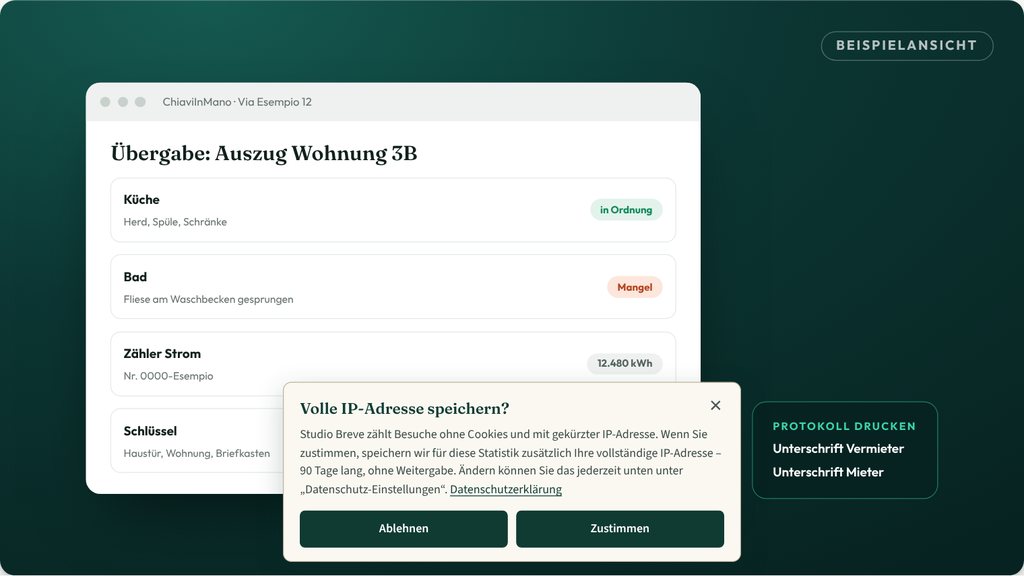 BEISPIELANSICHT
ChiaviInMano · Via Esempio 12
Übergabe: Auszug Wohnung 3B
Küche
Herd, Spüle, Schränke
in Ordnung
Bad
Fliese am Waschbecken gesprungen
Mangel
Zähler Strom
Nr. 0000-Esempio
12.480 kWh
Schlüssel
Haustür, Wohnung, Briefkasten
Volle IP-Adresse speichern?
Studio Breve zählt Besuche ohne Cookies und mit gekürzter IP-Adresse. Wenn Sie
zustimmen, speichern wir für diese Statistik zusätzlich Ihre vollständige IP-Adresse –
90 Tage lang, ohne Weitergabe. Ändern können Sie das jederzeit unten unter
„Datenschutz-Einstellungen“. Datenschutzerklärung
Ablehnen
Zustimmen
PROTOKOLL DRUCKEN
Unterschrift Vermieter
Unterschrift Mieter